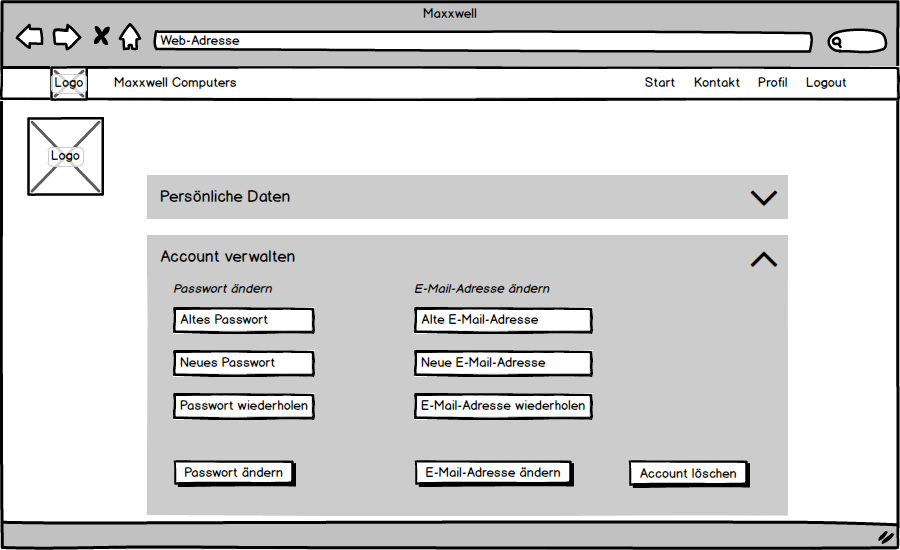 Maxxwell
Web-Adresse
Logo Maxxwell Computers Start Kontakt Profil Logout
Logo
Persönliche Daten
Account verwalten
Passwort ändern E-Mail-Adresse ändern
Altes Passwort Alte E-Mail-Adresse
Neues Passwort Neue E-Mail-Adresse
Passwort wiederholen E-Mail-Adresse wiederholen
Passwort ändern E-Mail-Adresse ändern Account löschen